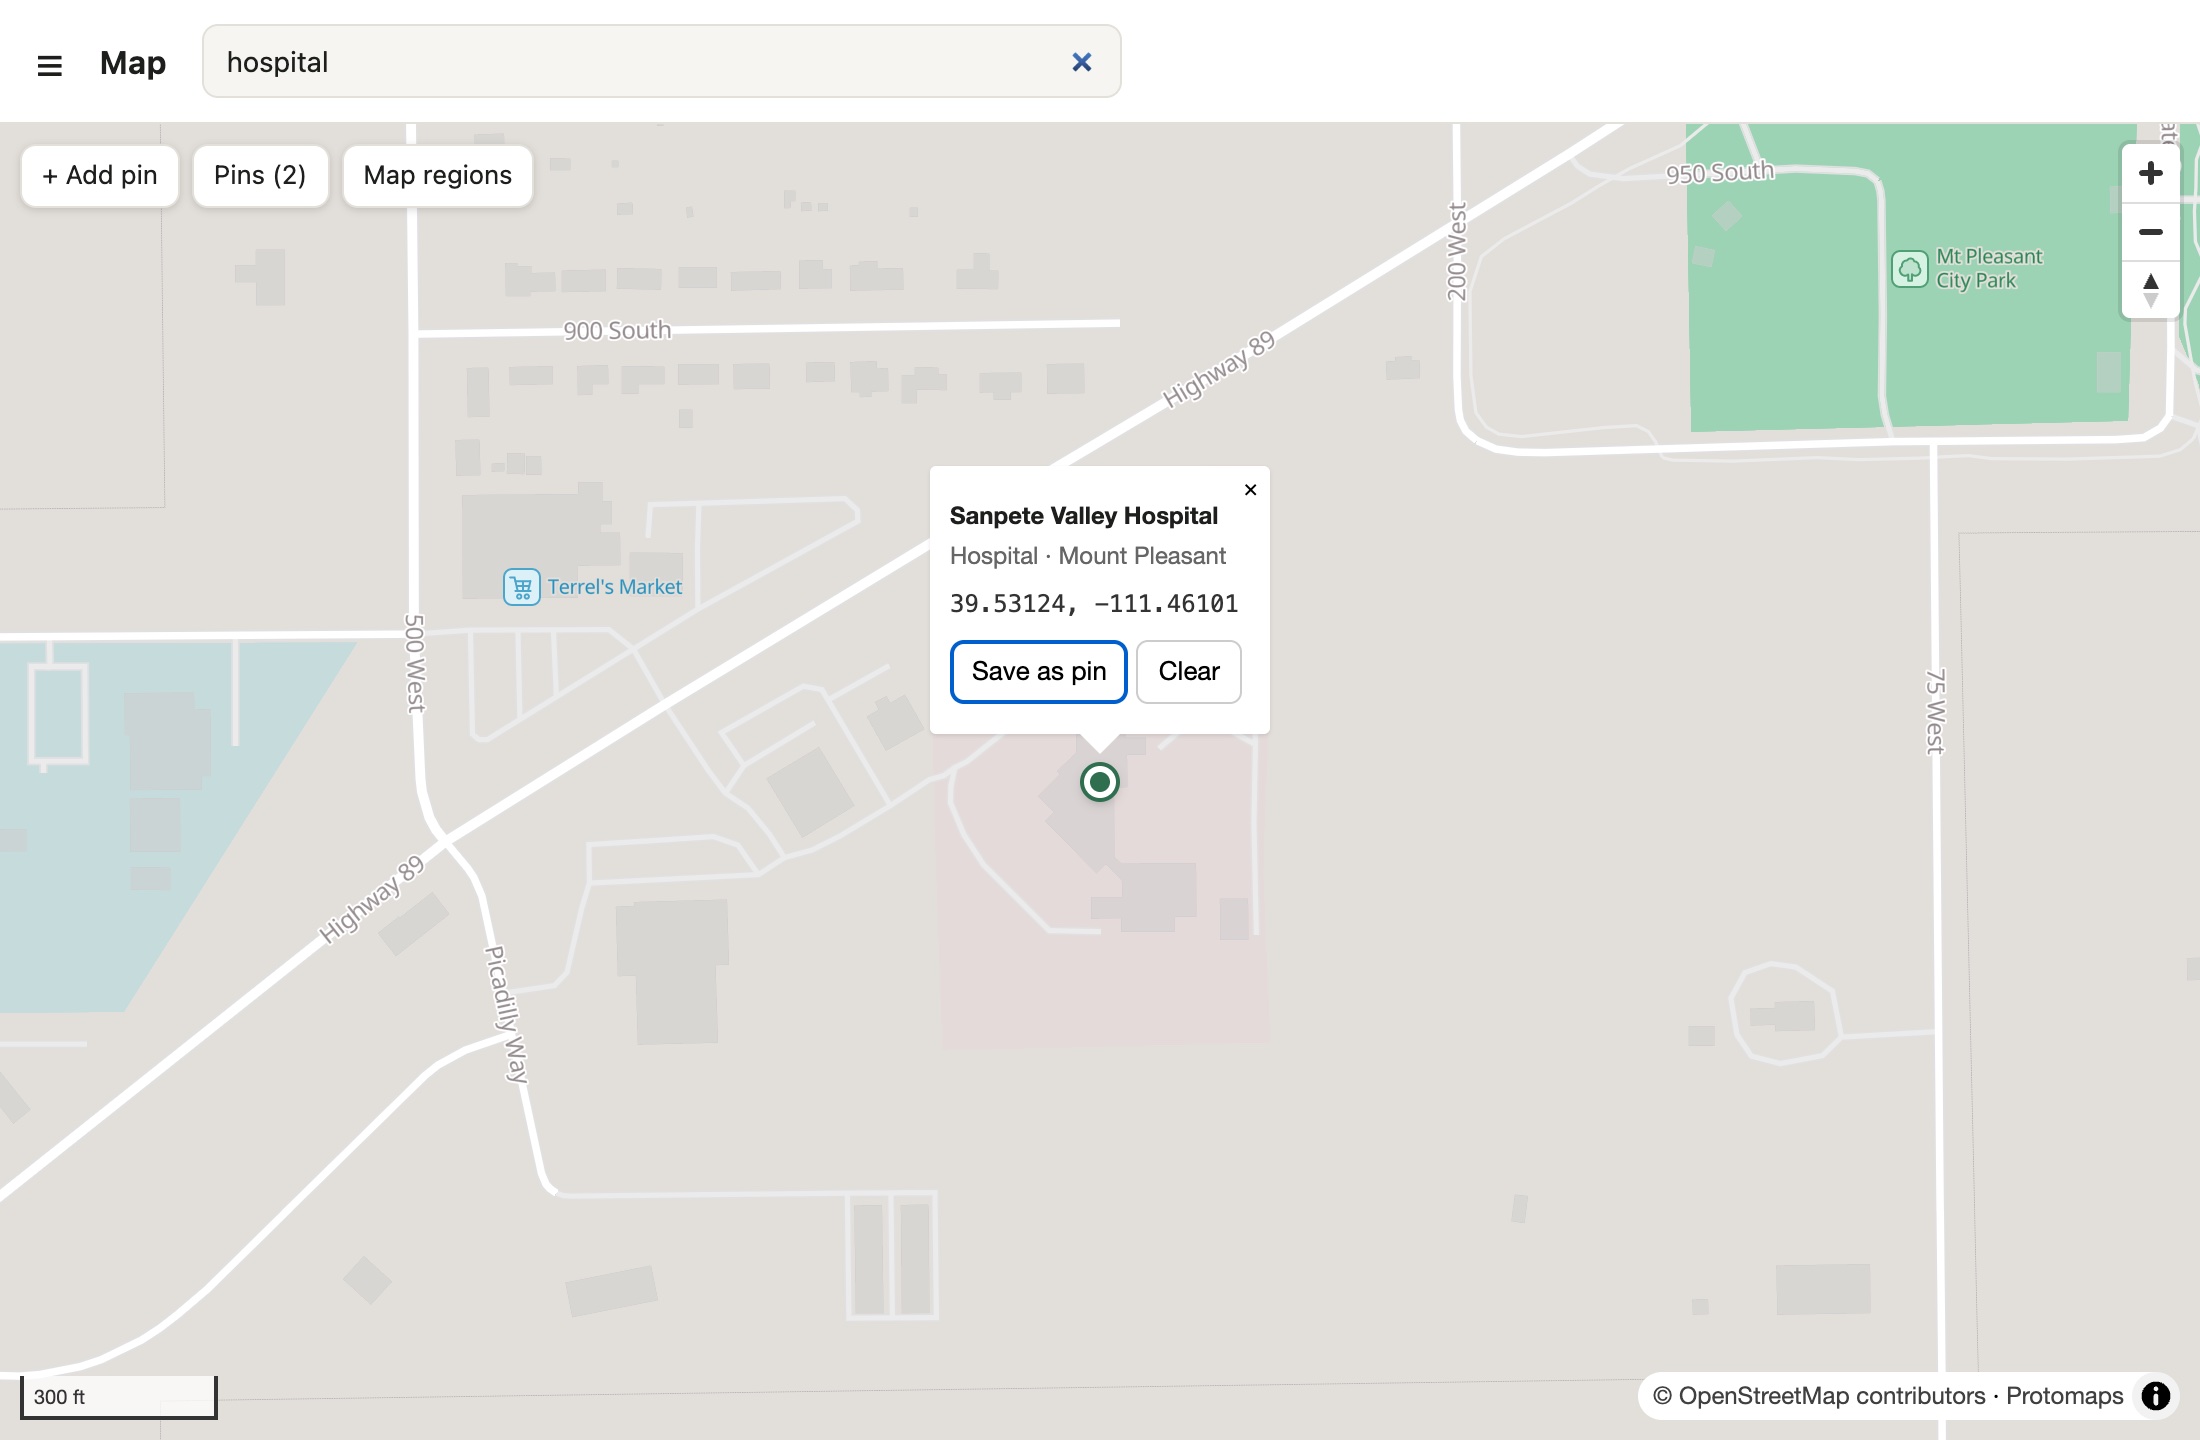 Map
hospital
+ Add pin
Pins (2)
Map regions
950 South
200 West
Mt Pleasant
City Park
900 South
Highway 89
Sanpete Valley Hospital
Hospital · Mount Pleasant
39.53124, -111.46101
Save as pin
Clear
Terrel's Market
500 West
75 West
Highway 89
Picadilly Way
300 ft
© OpenStreetMap contributors · Protomaps